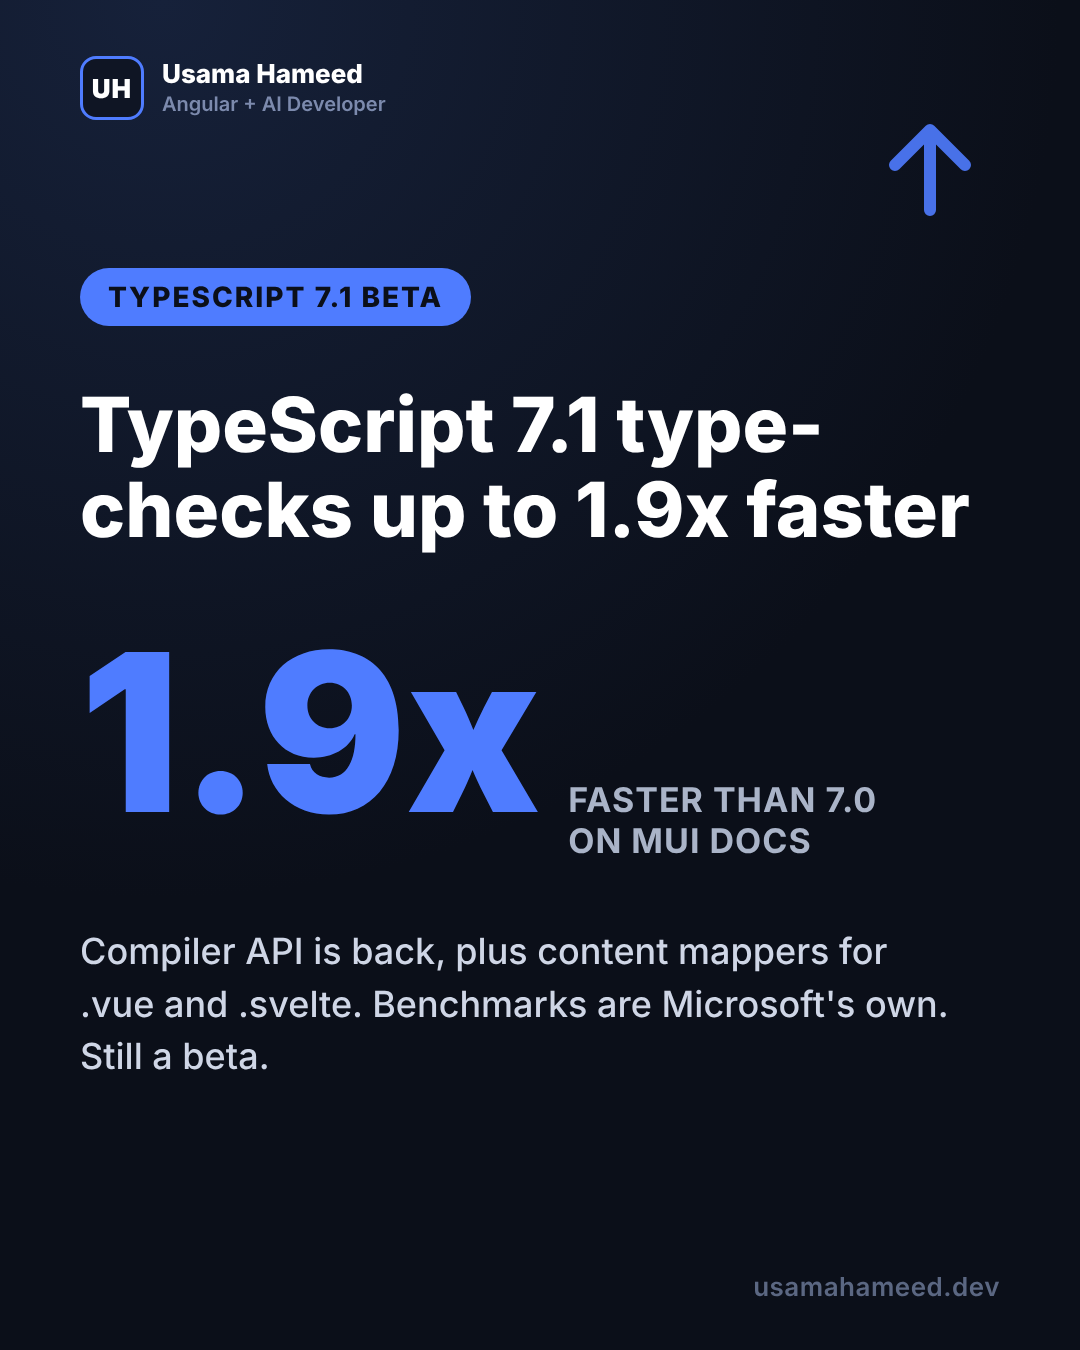 UH
Usama Hameed
Angular + AI Developer
TYPESCRIPT 7.1 BETA
TypeScript 7.1 type-
checks up to 1.9x faster
1.9x
FASTER THAN 7.0
ON MUI DOCS
Compiler API is back, plus content mappers for
.vue and .svelte. Benchmarks are Microsoft's own.
Still a beta.
usamahameed.dev